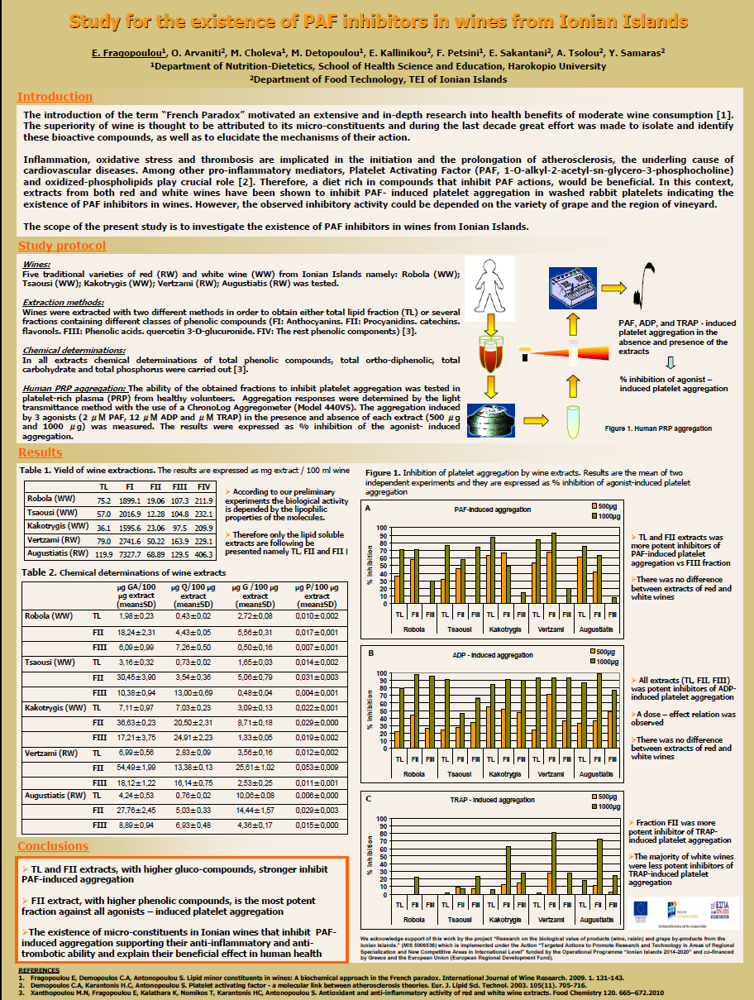 Study for the existence of PAF inhibitors in wines from Ionian Islands
E. Fragopoulou1, O. Arvaniti2, M. Choleva1, M. Detopoulou1, E. Kallinikou2, F. Petsini1, E. Sakantani2, A. Tsolou2, Y. Samaras2
1Department of Nutrition-Dietetics, School of Health Science and Education, Harokopio University
2Department of Food Technology, TEI of Ionian Islands
Introduction
The introduction of the term “French Paradox” motivated an extensive and in-depth research into health benefits of moderate wine consumption [1].
The superiority of wine is thought to be attributed to its micro-constituents and during the last decade great effort was made to isolate and identify
these bioactive compounds, as well as to elucidate the mechanisms of their action.
Inflammation, oxidative stress and thrombosis are implicated in the initiation and the prolongation of atherosclerosis, the underling cause of
cardiovascular diseases. Among other pro-inflammatory mediators, Platelet Activating Factor (PAF, 1-O-alkyl-2-acetyl-sn-glycero-3-phosphocholine)
and oxidized-phospholipids play crucial role [2]. Therefore, a diet rich in compounds that inhibit PAF actions, would be beneficial. In this context,
extracts from both red and white wines have been shown to inhibit PAF- induced platelet aggregation in washed rabbit platelets indicating the
existence of PAF inhibitors in wines. However, the observed inhibitory activity could be depended on the variety of grape and the region of vineyard.
The scope of the present study is to investigate the existence of PAF inhibitors in wines from Ionian Islands.
Study protocol
Wines:
Five traditional varieties of red (RW) and white wine (WW) from Ionian Islands namely: Robola (WW);
Tsaousi (WW); Kakotrygis (WW); Vertzami (RW); Augustiatis (RW) was tested.
Extraction methods:
Wines were extracted with two different methods in order to obtain either total lipid fraction (TL) or several
fractions containing different classes of phenolic compounds (FI: Anthocyanins. FII: Procyanidins. catechins.
flavonols. FIII: Phenolic acids. quercetin 3-O-glucuronide. FIV: The rest phenolic components) [3].
Chemical determinations:
In all extracts chemical determinations of total phenolic compounds, total ortho-diphenolic, total
carbohydrate and total phosphorus were carried out [3].
Human PRP aggregation: The ability of the obtained fractions to inhibit platelet aggregation was tested in
platelet-rich plasma (PRP) from healthy volunteers. Aggregation responses were determined by the light
transmittance method with the use of a ChronoLog Aggregometer (Model 440VS). The aggregation induced
by 3 agonists (2 μM PAF, 12 μM ADP and μM TRAP) in the presence and absence of each extract (500 μg
and 1000 μg) was measured. The results were expressed as % inhibition of the agonist- induced
aggregation.
PAF, ADP, and TRAP - induced
platelet aggregation in the
absence and presence of the
extracts
% inhibition of agonist –
induced platelet aggregation
Figure 1. Human PRP aggregation
Results
Table 1. Yield of wine extractions. The results are expressed as mg extract / 100 ml wine
TL FI FII FIII FIV
Robola (WW) 75.2 1899.1 19.06 107.3 211.9
Tsaousi (WW) 57.0 2016.9 12.28 104.8 232.1
Kakotrygis (WW) 36.1 1595.6 23.06 97.5 209.9
Vertzami (RW) 79.0 2741.6 50.22 163.9 229.1
Augustiatis (RW) 119.9 7327.7 68.89 129.5 406.3
➢ According to our preliminary
experiments the biological activity
is depended by the lipophilic
properties of the molecules.
➢ Therefore only the lipid soluble
extracts are following be
presented namely TL, FII and FII
Table 2. Chemical determinations of wine extracts
μg GA/100 μg Q/100 μg μg G /100 μg μg P/100 μg
μg extract extract extract extract
(mean±SD) (mean±SD) (mean±SD) (mean±SD)
Robola (WW) TL 1,98±0,23 0,43±0,02 2,72±0,08 0,010±0,002
FII 18,24±2,31 4,43±0,05 5,56±0,31 0,017±0,001
FIII 6,09±0,99 7,26±0,50 0,50±0,16 0,007±0,001
Tsaousi (WW) TL 3,16±0,32 0,73±0,02 1,65±0,03 0,014±0,002
FII 30,45±3,90 3,54±0,36 5,06±0,79 0,031±0,003
FIII 10,38±0,94 13,00±0,69 0,48±0,04 0,004±0,001
Kakotrygis (WW) TL 7,11±0,97 7,03±0,23 3,09±0,13 0,022±0,001
FII 36,63±0,23 20,50±2,31 8,71±0,18 0,029±0,000
FIII 17,21±3,75 24,91±2,23 1,33±0,05 0,019±0,002
Vertzami (RW) TL 6,99±0,56 2,83±0,09 3,56±0,16 0,012±0,002
FII 54,49±1,99 13,38±0,13 25,61±1,02 0,053±0,009
FIII 18,12±1,22 16,14±0,75 2,53±0,25 0,011±0,001
Augustiatis (RW) TL 4,24±0,53 0,76±0,02 10,06±0,08 0,006±0,000
FII 27,76±2,45 5,03±0,33 14,44±1,57 0,029±0,003
FIII 8,89±0,94 6,93±0,48 4,36±0,17 0,015±0,000
Conclusions
➢ TL and FII extracts, with higher gluco-compounds, stronger inhibit
PAF-induced aggregation
➢ FII extract, with higher phenolic compounds, is the most potent
fraction against all agonists – induced platelet aggregation
➢The existence of micro-constituents in Ionian wines that inhibit PAF-
induced aggregation supporting their anti-inflammatory and anti-
trombotic ability and explain their beneficial effect in human health
Figure 1. Inhibition of platelet aggregation by wine extracts. Results are the mean of two
independent experiments and they are expressed as % inhibition of agonist-induced platelet
aggregation
A
PAF-Induced aggregation
500μg
1000μg
% Inhibition
100
90
80
70
60
50
40
30
20
10
0
TL FII FIII TL FII FIII TL FII FIII TL FII FIII TL FII FIII
Robola Tsaousi Kakotrygis Vertzami Augustiatis
➢ TL and FII extracts was
more potent inhibitors of
PAF-induced platelet
aggregation vs FIII fraction
➢There was no difference
between extracts of red and
white wines
B
ADP - Induced aggregation
500μg
1000μg
% Inhibition
100
90
80
70
60
50
40
30
20
10
0
TL FII FIII TL FII FIII TL FII FIII TL FII FIII TL FII FIII
Robola Tsaousi Kakotrygis Vertzami Augustiatis
➢ All extracts (TL, FII, FIII)
was potent inhibitors of ADP-
induced platelet aggregation
➢A dose – effect relation was
observed
➢There was no difference
between extracts of red and
white wines
C
TRAP - Induced aggregation
500μg
1000μg
% Inhibition
100
90
80
70
60
50
40
30
20
10
0
TL FII FIII TL FII FIII TL FII FIII TL FII FIII TL FII FIII
Robola Tsaousi Kakotrygis Vertzami Augustiatis
➢ Fraction FII was more
potent inhibitor of TRAP-
induced platelet aggregation
➢The majority of white wines
were less potent inhibitors of
TRAP-induced platelet
aggregation
ΕΣΠΑ
2014-2020
We acknowledge support of this work by the project “Research on the biological value of products (wine, raisin) and grape by-products from the
Ionian Islands.” (MIS 5006536) which is implemented under the Action “Targeted Actions to Promote Research and Technology in Areas of Regional
Specialization and New Competitive Areas in International Level” funded by the Operational Programme “Ionian Islands 2014-2020” and co-financed
by Greece and the European Union (European Regional Development Fund).
REFERENCES
1. Fragopoulou E, Demopoulos C.A, Antonopoulou S. Lipid minor constituents in wines: A biochemical approach in the French paradox. International Journal of Wine Research. 2009. 1. 131-143.
2. Demopoulos C.A, Karantonis H.C, Antonopoulou S. Platelet activating factor - a molecular link between atherosclerosis theories. Eur. J. Lipid Sci. Technol. 2003. 105(11). 705-716.
3. Xanthopoulou M.N, Fragopoulou E, Kalathara K, Nomikos T, Karantonis HC, Antonopoulou S. Antioxidant and anti-inflammatory activity of red and white wine extracts. Food Chemistry 120. 665–672.2010